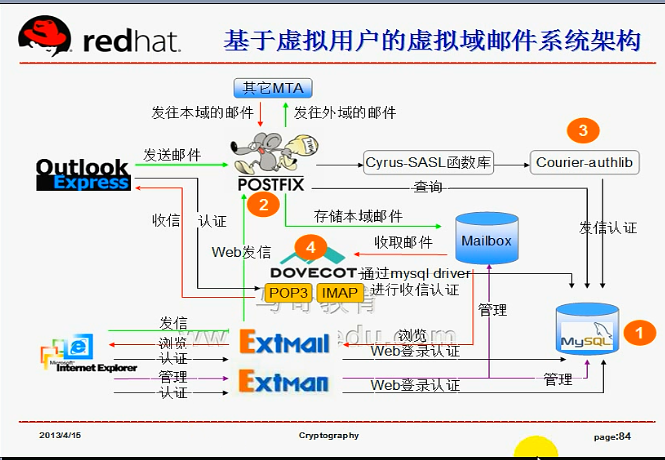 redhat.
基于虚拟用户的虚拟域邮件系统架构
其它MTA
发往本域的邮件
发往外域的邮件
3
发送邮件
Cyrus-SASL函数库
Courier-authlib
Outlook
Express
POSTFIX
查询
2
收信
认证
存储本域邮件
发信认证
Web发信
4
收取邮件
Mailbox
DOVECOT
通过mysql driver
进行收信认证
POP3
IMAP
管理
1
MySQL
发信
浏览
认证
Microsoft
Internet Explorer
管理
认证
Extmail
浏览
Web登录认证
Extman
Web登录认证
管理
2013/4/15
Cryptography
page:84